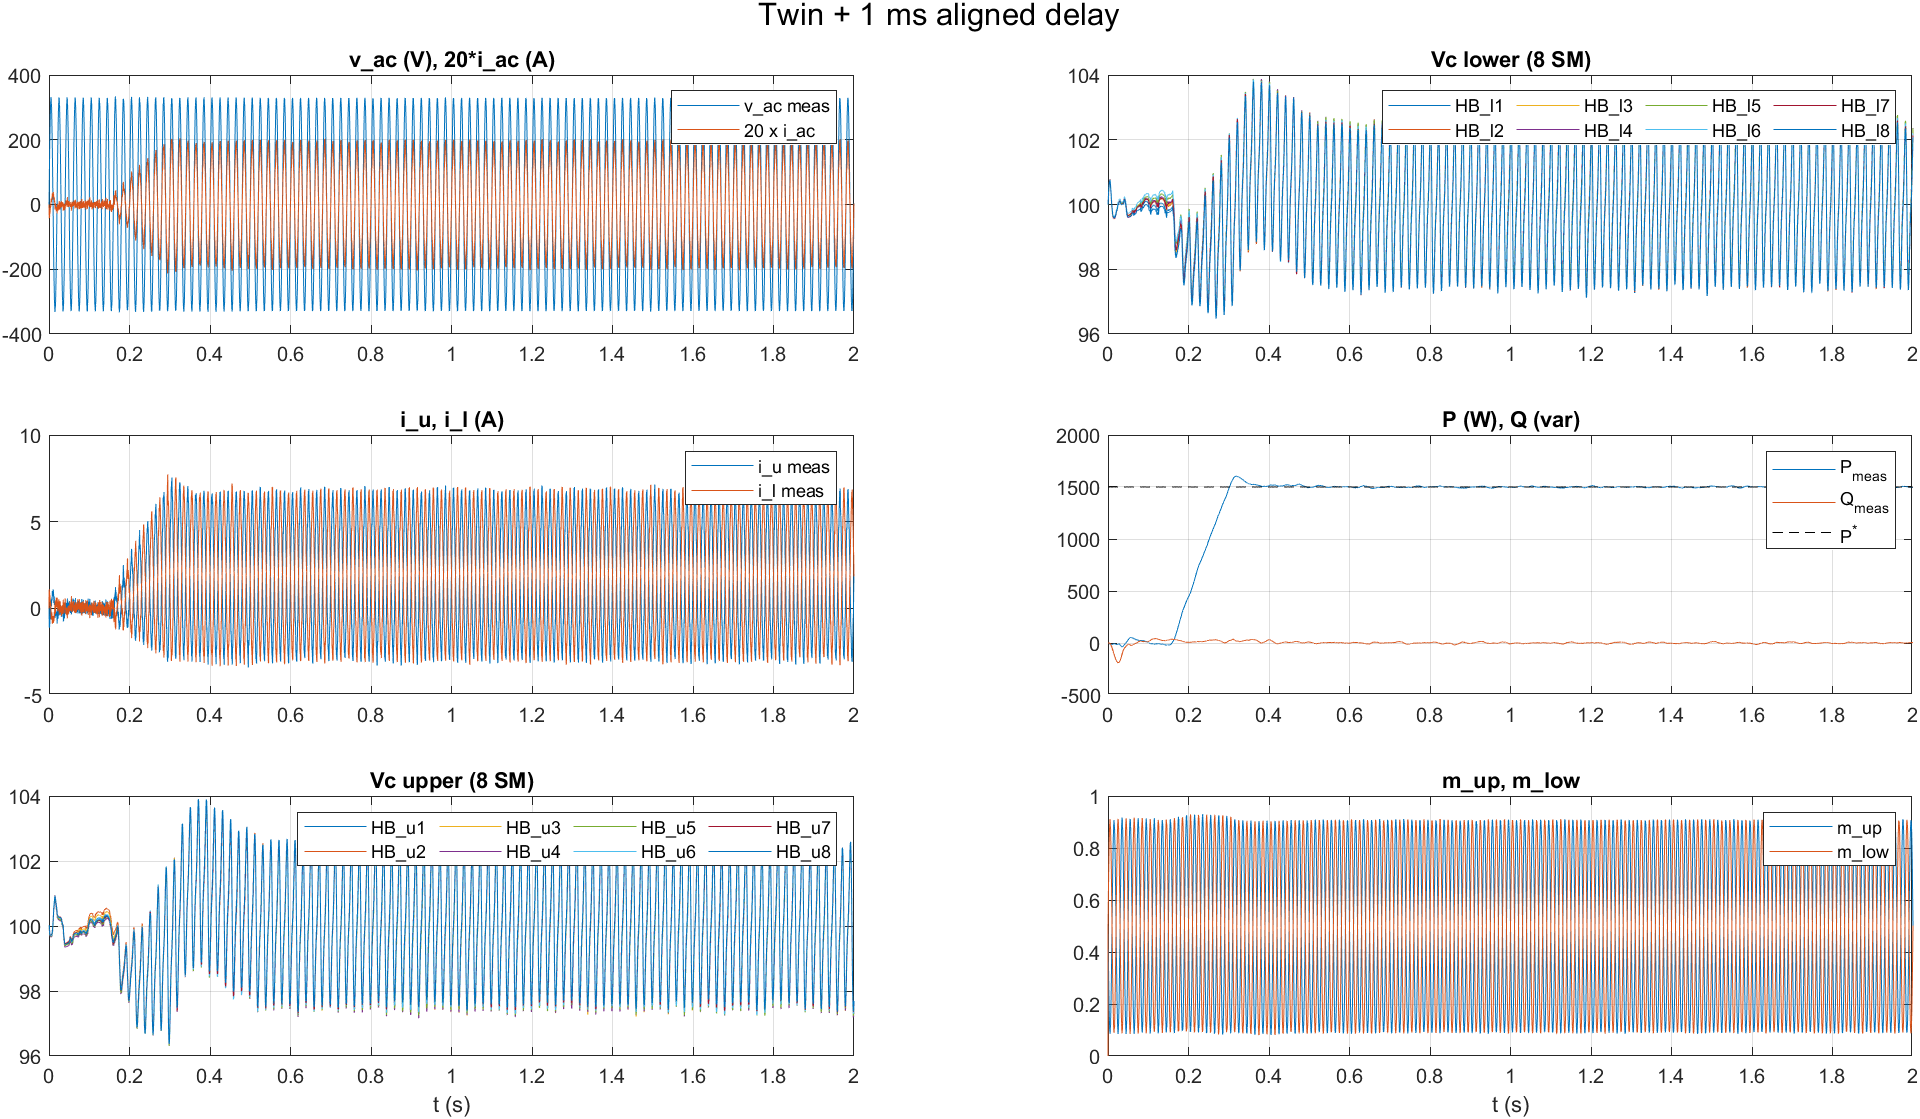 Twin + 1 ms aligned delay
v_ac (V), 20*i_ac (A)
400
200
0
-200
-400
v_ac meas
20 x i_ac
0 0.2 0.4 0.6 0.8 1 1.2 1.4 1.6 1.8 2
Vc lower (8 SM)
104
102
100
98
96
HB_l1 HB_l3 HB_l5 HB_l7
HB_l2 HB_l4 HB_l6 HB_l8
0 0.2 0.4 0.6 0.8 1 1.2 1.4 1.6 1.8 2
i_u, i_l (A)
10
5
0
-5
i_u meas
i_l meas
0 0.2 0.4 0.6 0.8 1 1.2 1.4 1.6 1.8 2
P (W), Q (var)
2000
1500
1000
500
0
-500
P_meas
Q_meas
P*
0 0.2 0.4 0.6 0.8 1 1.2 1.4 1.6 1.8 2
Vc upper (8 SM)
104
102
100
98
96
HB_u1 HB_u3 HB_u5 HB_u7
HB_u2 HB_u4 HB_u6 HB_u8
0 0.2 0.4 0.6 0.8 1 1.2 1.4 1.6 1.8 2
t (s)
m_up, m_low
1
0.8
0.6
0.4
0.2
0
m_up
m_low
0 0.2 0.4 0.6 0.8 1 1.2 1.4 1.6 1.8 2
t (s)